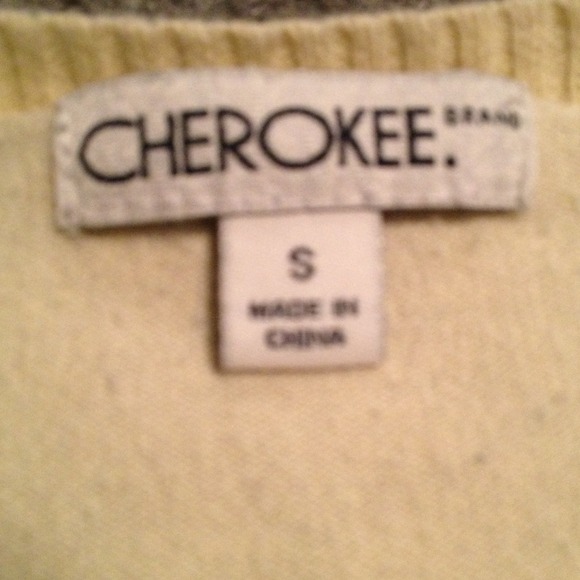 CHEROKEE. BRAND
S
MADE IN
CHINA